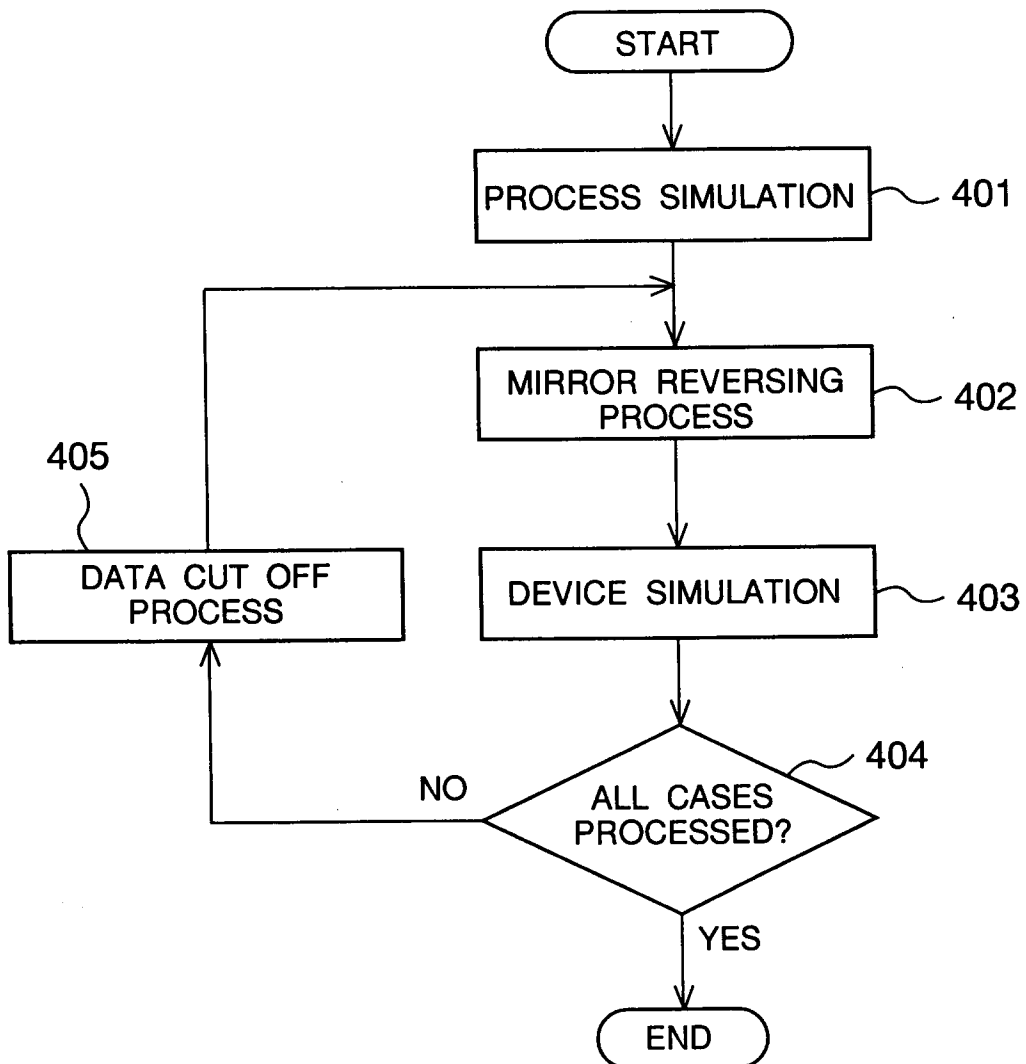 START
PROCESS SIMULATION
401
MIRROR REVERSING
PROCESS
402
405
DATA CUT OFF
PROCESS
DEVICE SIMULATION
403
404
NO
ALL CASES
PROCESSED?
YES
END